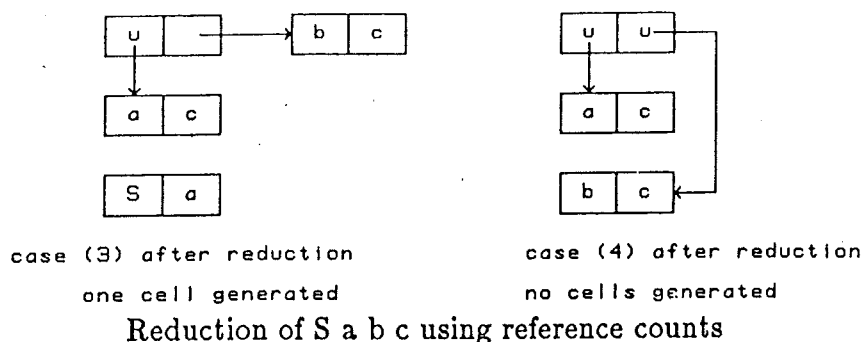 u b c u u
a c a c
S a b c
case (3) after reduction case (4) after reduction
one cell generated no cells generated
Reduction of S a b c using reference counts